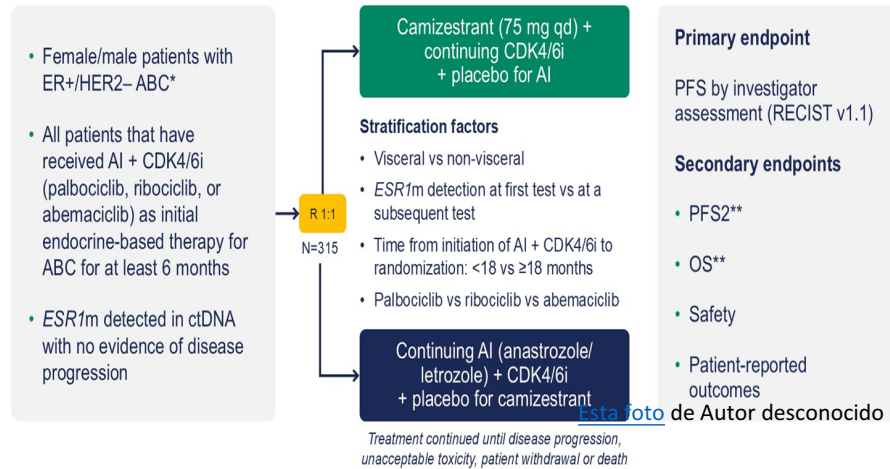 • Female/male patients with
ER+/HER2– ABC*
• All patients that have
received AI + CDK4/6i
(palbociclib, ribociclib, or
abemaciclib) as initial
endocrine-based therapy for
ABC for at least 6 months
• ESR1m detected in ctDNA
with no evidence of disease
progression
R 1:1
N=315
Camizestrant (75 mg qd) +
continuing CDK4/6i
+ placebo for AI
Stratification factors
• Visceral vs non-visceral
• ESR1m detection at first test vs at a
subsequent test
• Time from initiation of AI + CDK4/6i to
randomization: <18 vs ≥18 months
• Palbociclib vs ribociclib vs abemaciclib
Continuing AI (anastrozole/
letrozole) + CDK4/6i
+ placebo for camizestrant
Treatment continued until disease progression,
unacceptable toxicity, patient withdrawal or death
Primary endpoint
PFS by investigator
assessment (RECIST v1.1)
Secondary endpoints
• PFS2**
• OS**
• Safety
• Patient-reported
outcomes
Esta foto de Autor desconocido